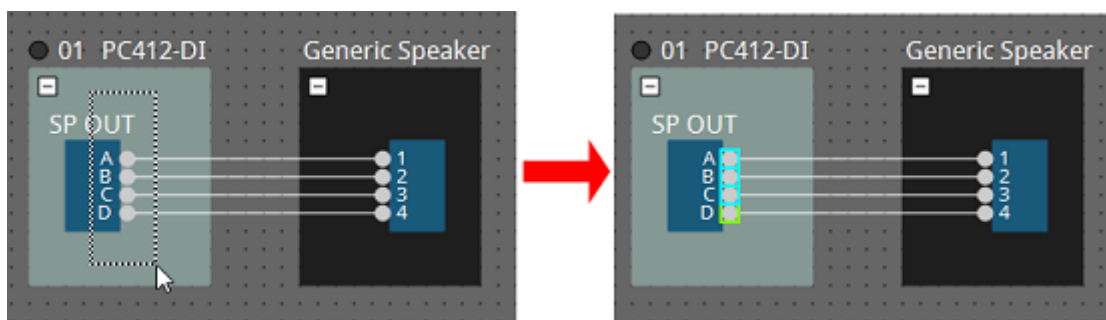 01 PC412-DI
Generic Speaker
SP OUT
A
B
C
D
1
2
3
4
01 PC412-DI
Generic Speaker
SP OUT
A
B
C
D
1
2
3
4